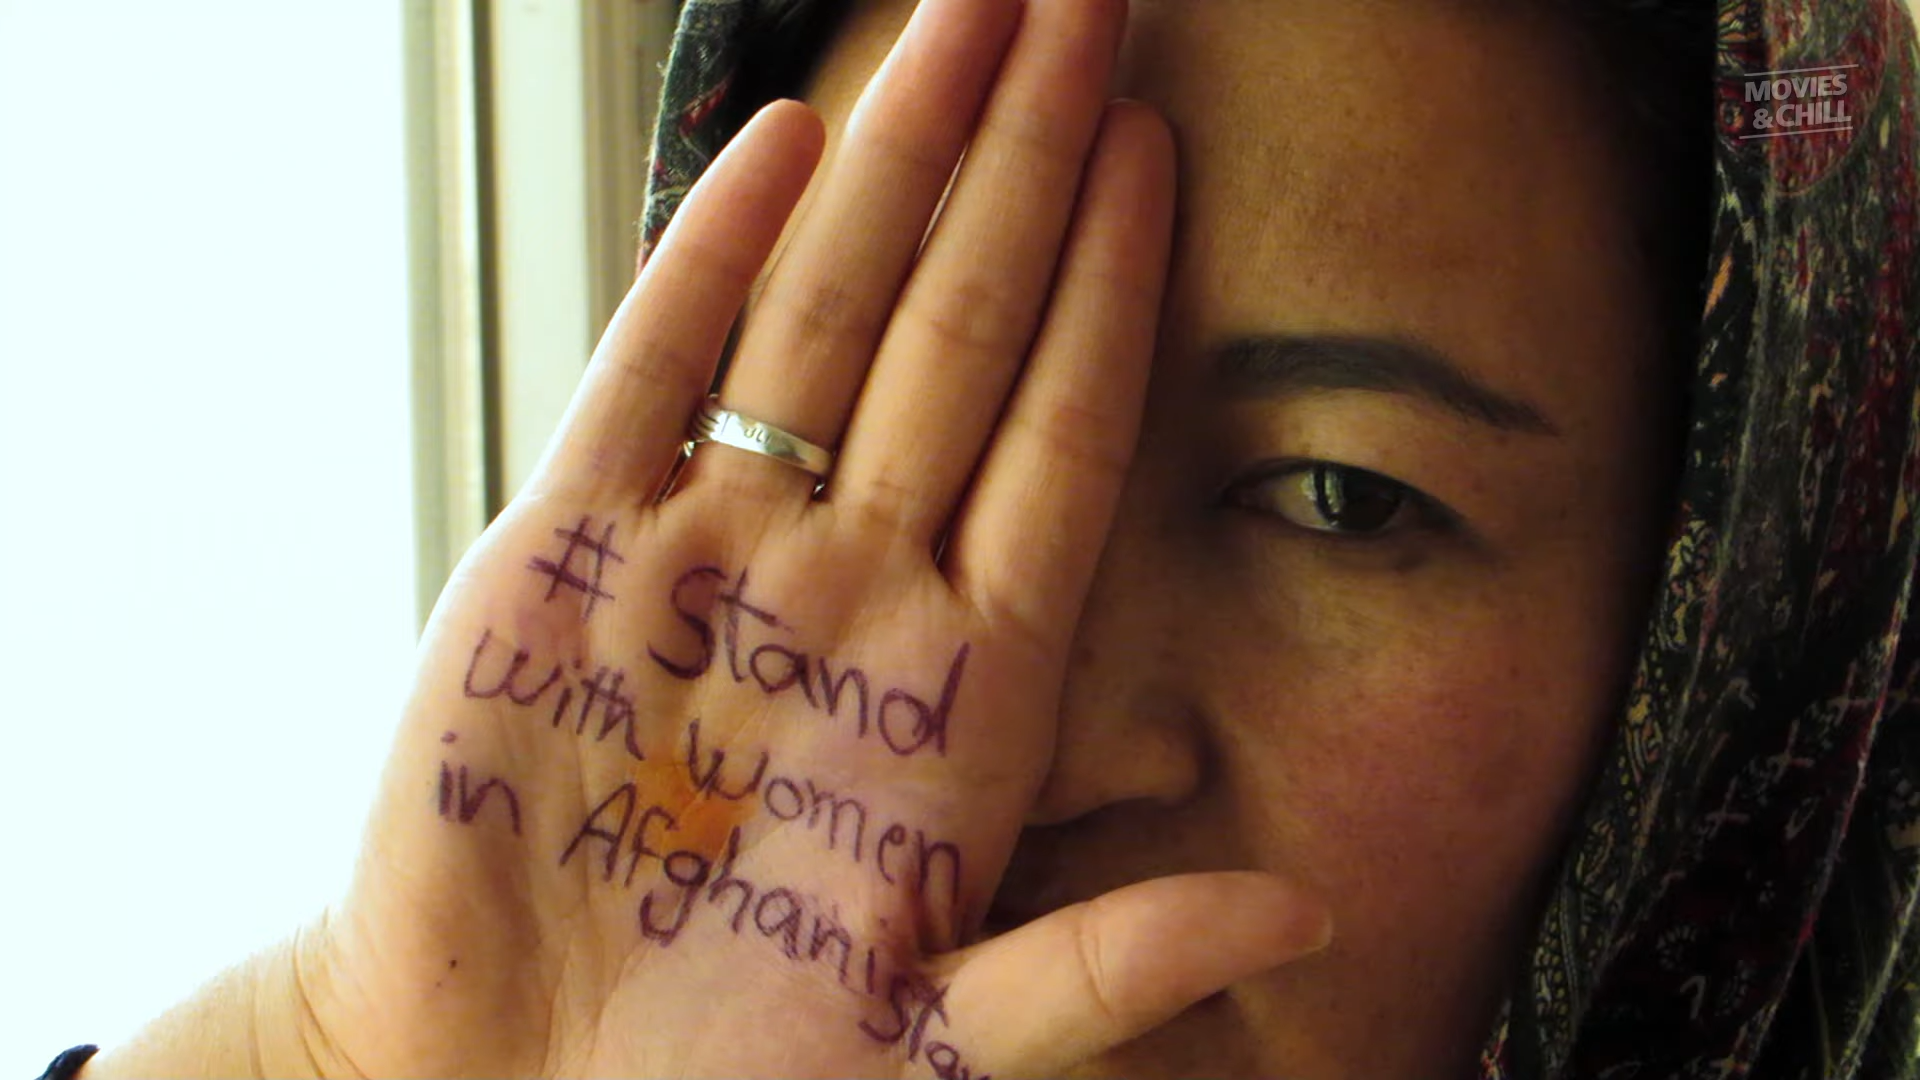 MOVIES
& CHILL
# Stand
with women
in Afghanistan